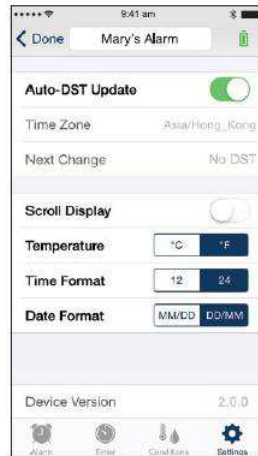 9:41 am
Done Mary's Alarm
Auto-DST Update
Time Zone Asia/Hong_Kong
Next Change No DST
Scroll Display
Temperature °C °F
Time Format 12 24
Date Format MM/DD DD/MM
Device Version 2.0.0
Alarm Timer Conditions Settings